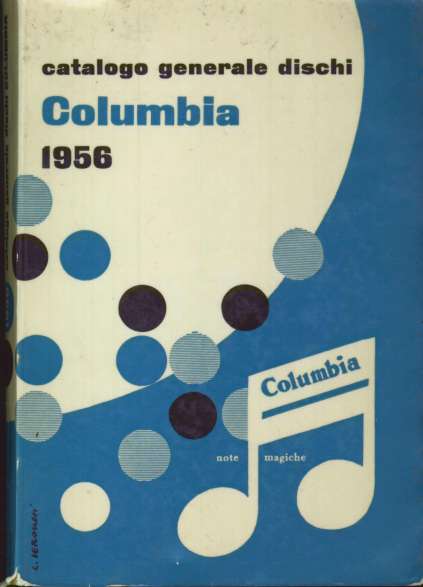 catalogo generale dischi
Columbia
1956
Columbia
note magiche